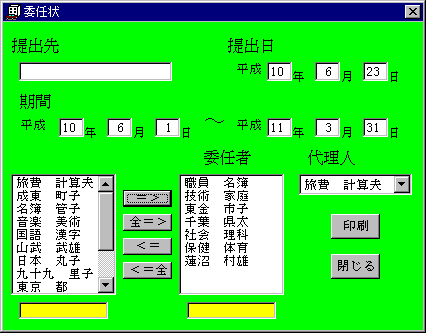 委任状
提出先 提出日
平成 10 年 6 月 23 日
期間
平成 10 年 6 月 1 日 ～ 平成 11 年 3 月 31 日
委任者 代理人
旅費　計算夫
成東　町子
名簿　管子
音楽　美術
国語　漢字
山武　武雄
日本　丸子
九十九　里子
東京　都
＝＞
全＝＞
＜＝
＜＝全
職員　名簿
技術　家庭
東金　市子
千葉　県太
社会　理科
保健　体育
蓮沼　村雄
旅費　計算夫
印刷
閉じる